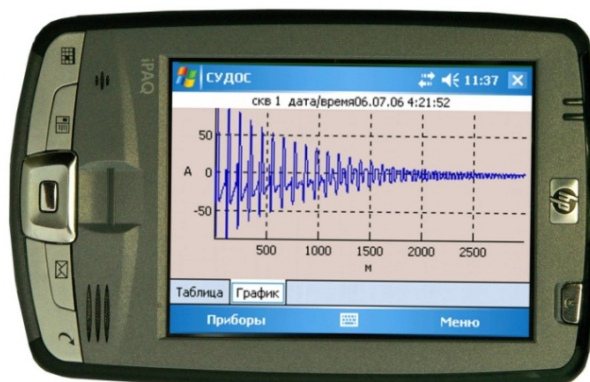 iPAQ
СУДОС
11:37
скв 1 дата/время06.07.06 4:21:52
50
A 0
-50
500 1000 1500 2000 2500
М
Таблица График
Приборы Меню
hp